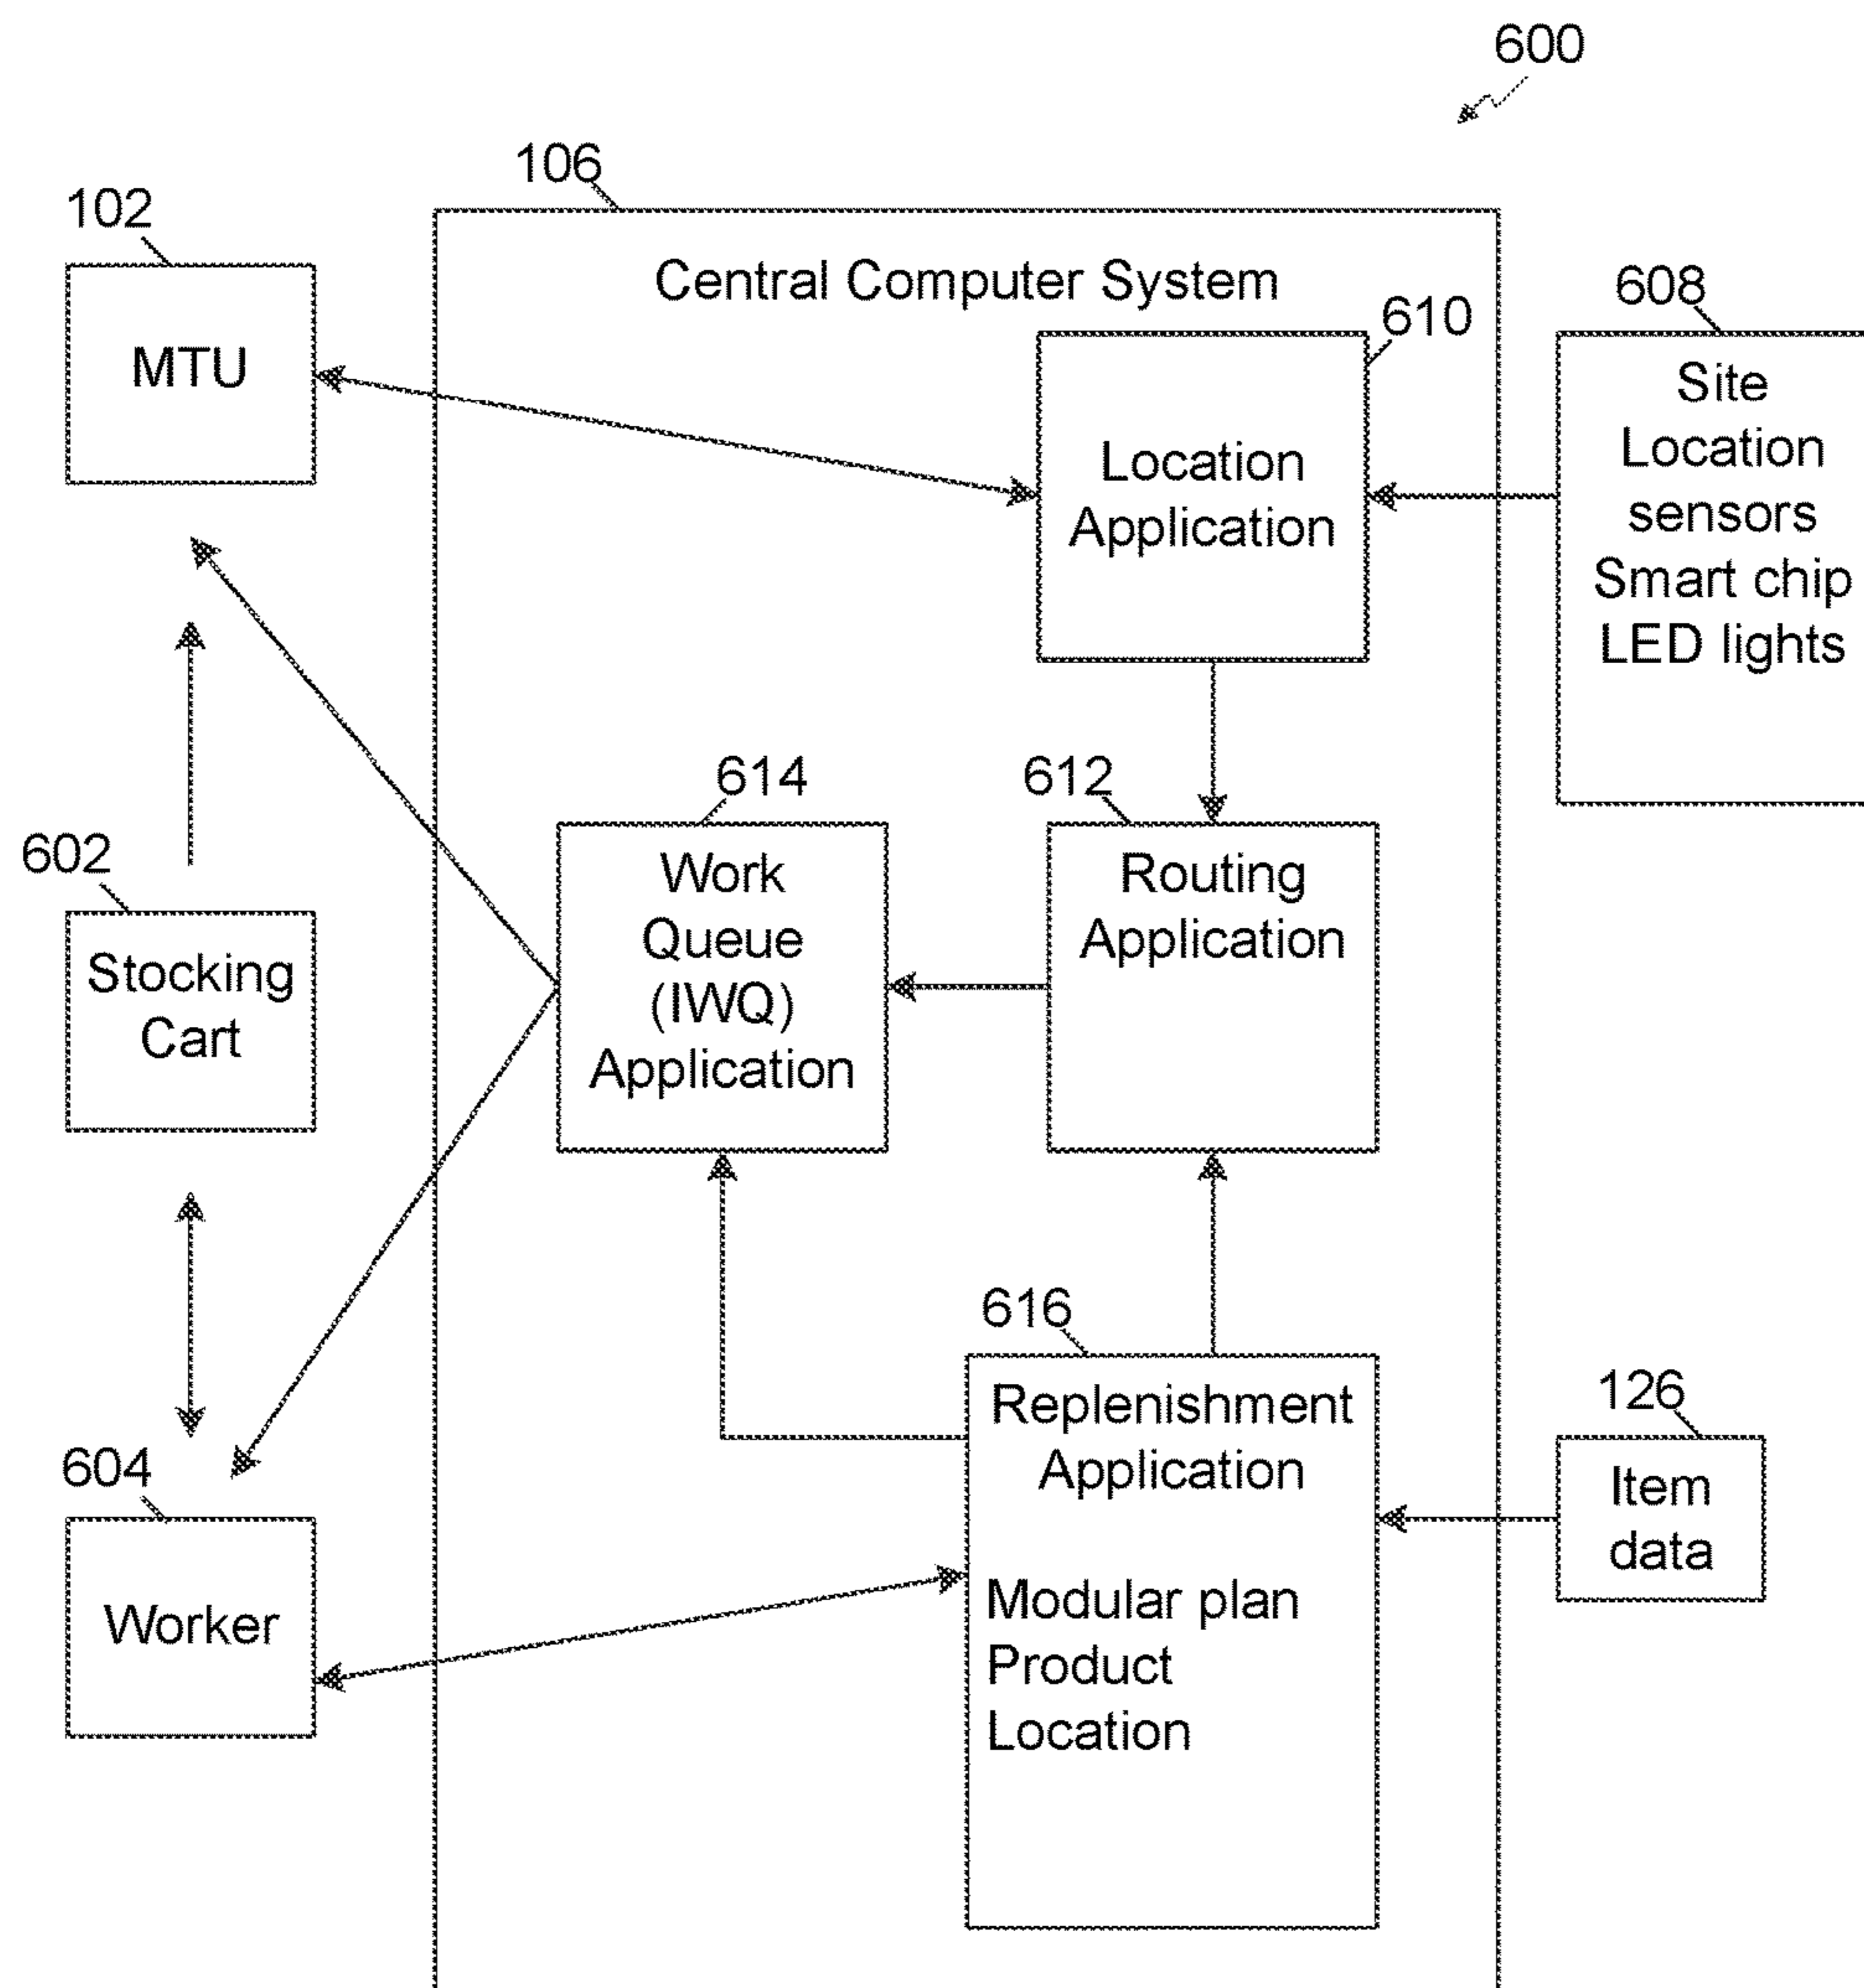 600
106
102
Central Computer System
608
610
MTU
Site
Location
sensors
Smart chip
LED lights
Location
Application
614
612
602
Work
Queue
(IWQ)
Application
Routing
Application
Stocking
Cart
616
126
604
Replenishment
Application
Modular plan
Product
Location
Item
data
Worker